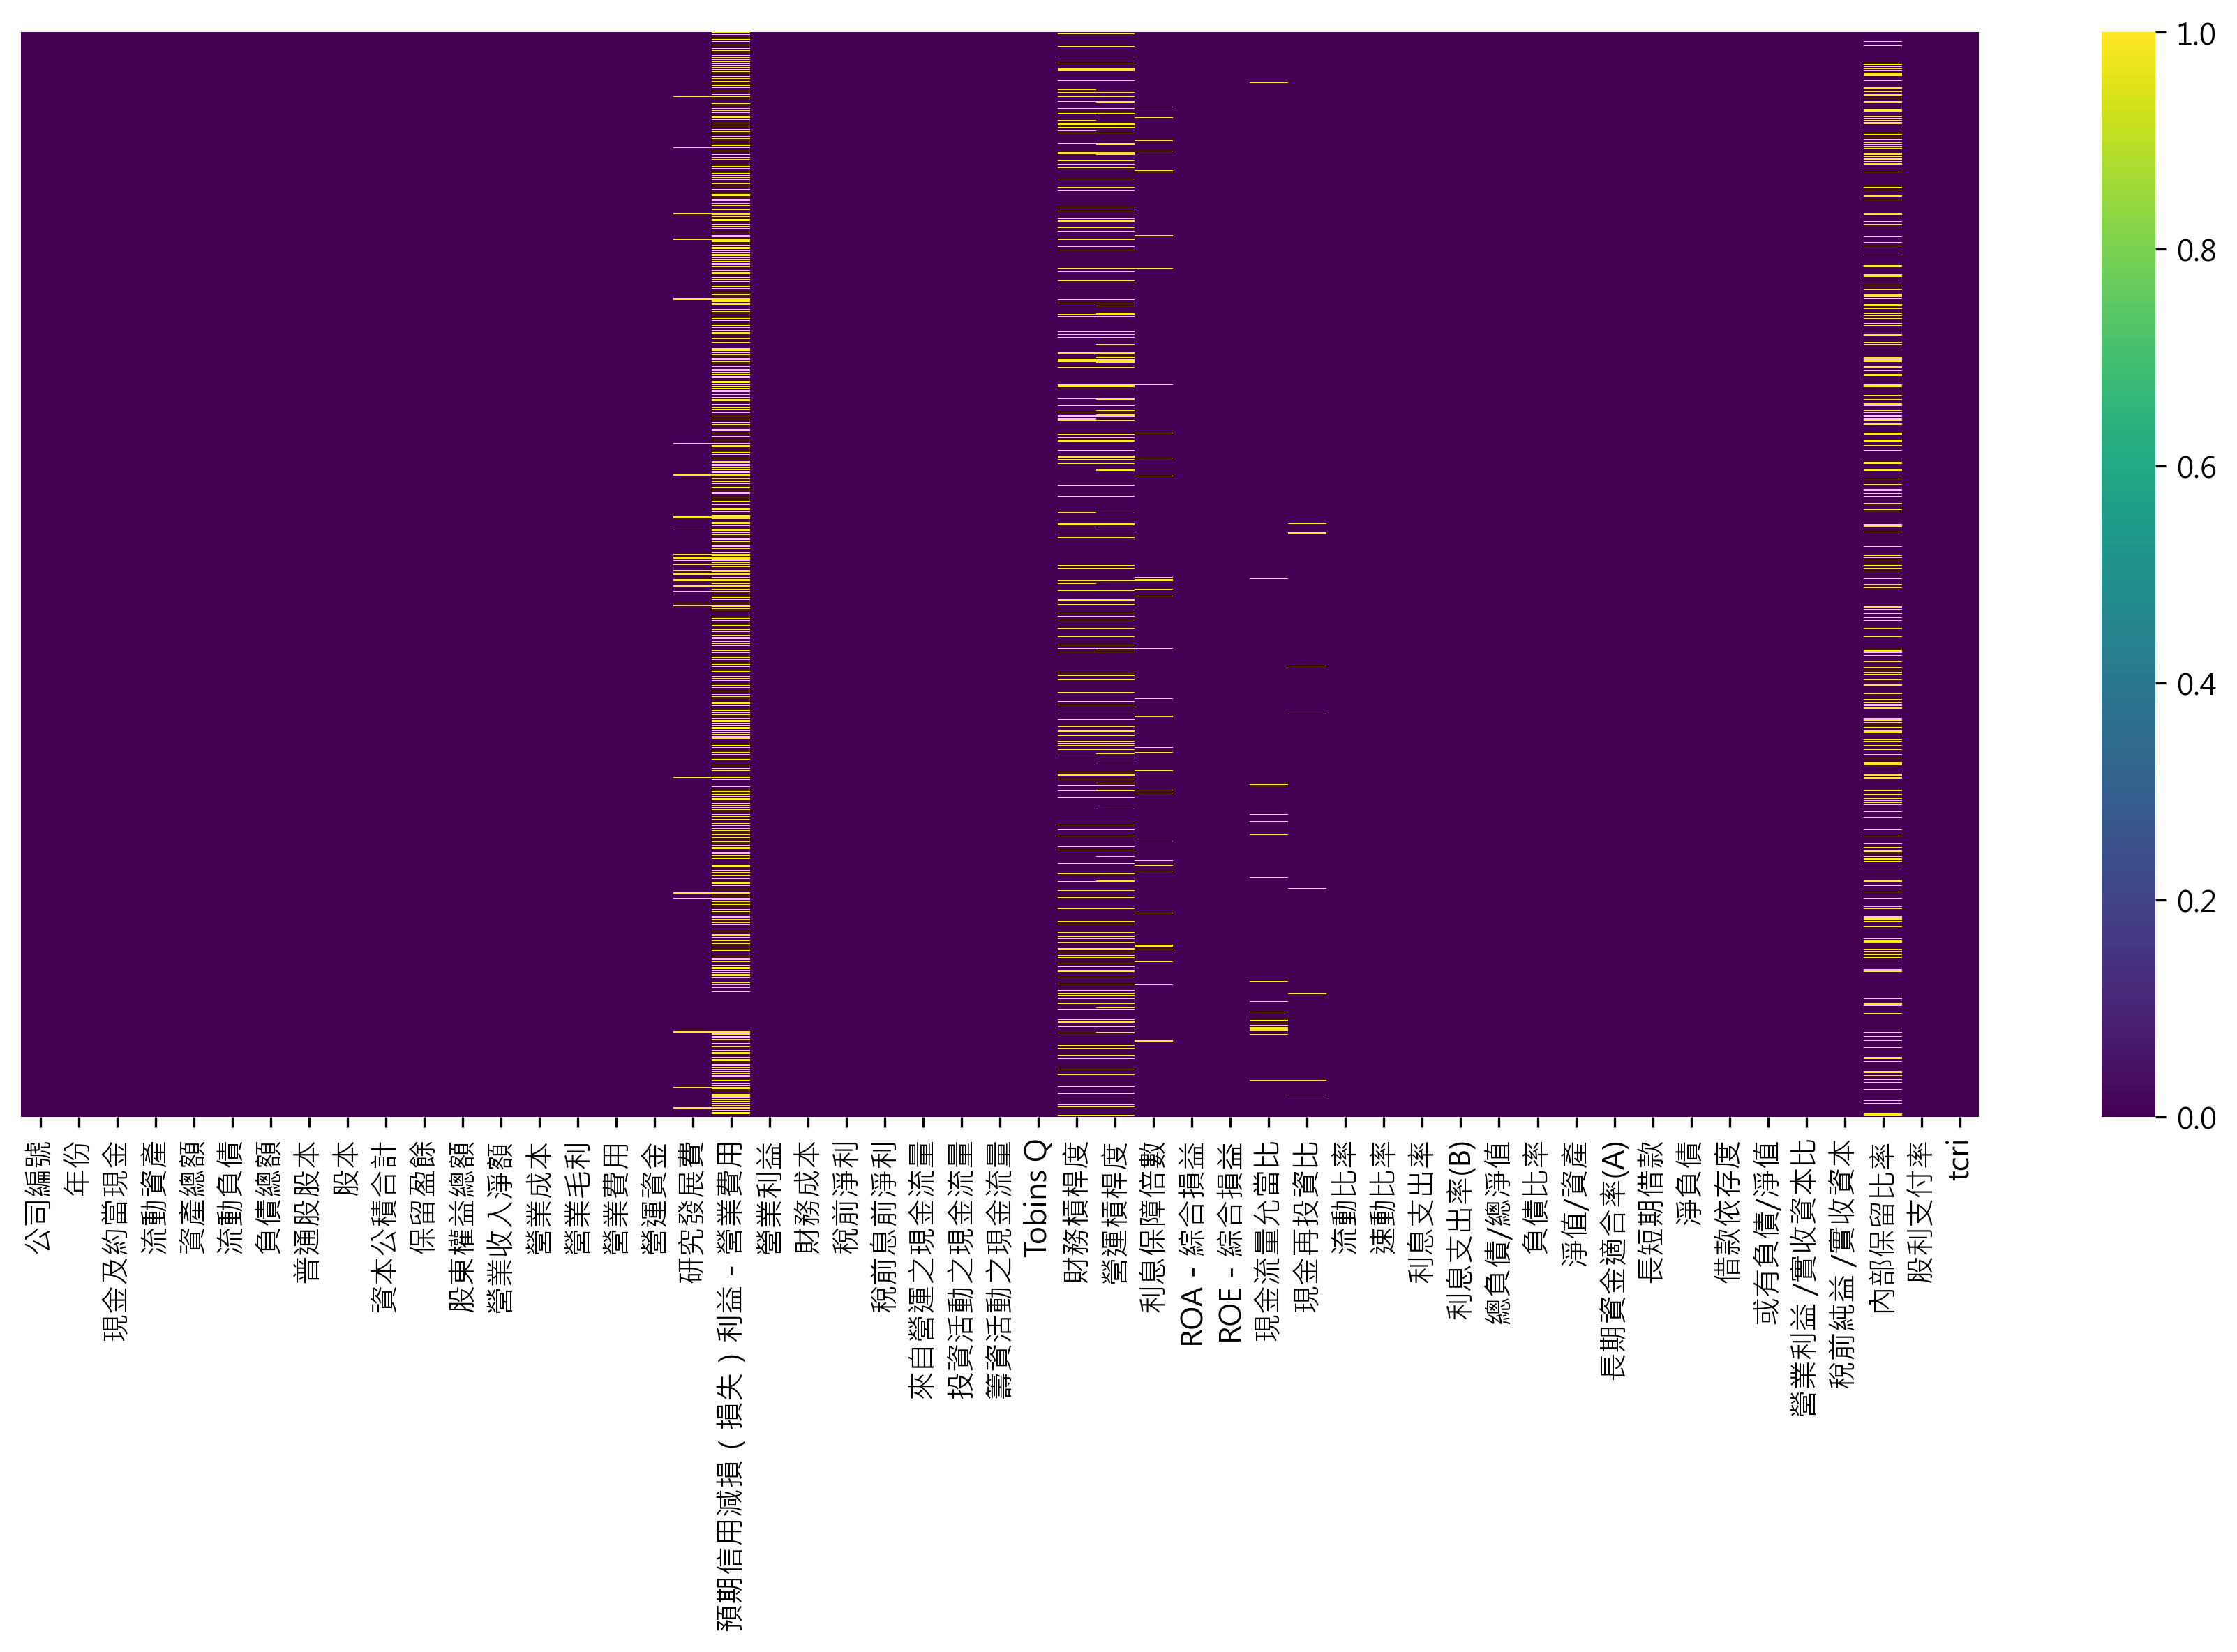 1.0
0.8
0.6
0.4
0.2
0.0
公司編號
年份
現金及約當現金
流動資產
資產總額
流動負債
負債總額
普通股股本
股本
資本公積合計
保留盈餘
股東權益總額
營業收入淨額
營業成本
營業毛利
營業費用
營運資金
研究發展費
預期信用減損（損失）利益 - 營業費用
營業利益
財務成本
稅前淨利
稅前息前淨利
來自營運之現金流量
投資活動之現金流量
籌資活動之現金流量
Tobins Q
財務槓桿度
營運槓桿度
利息保障倍數
ROA - 綜合損益
ROE - 綜合損益
現金流量允當比
現金再投資比
流動比率
速動比率
利息支出率
利息支出率(B)
總負債/總淨值
負債比率
淨值/資產
長期資金適合率(A)
長短期借款
淨負債
借款依存度
或有負債/淨值
營業利益 /實收資本比
稅前純益 /實收資本
內部保留比率
股利支付率
tcri